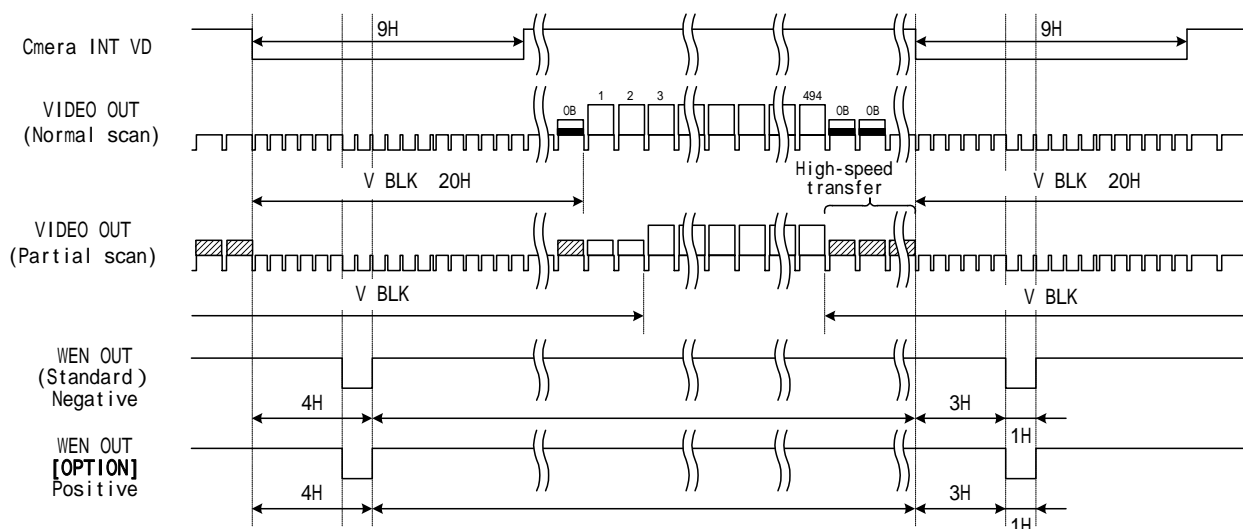 9H 9H
Cmera INT VD
VIDEO OUT
(Normal scan)
OB 1 2 3 494 OB OB
V BLK 20H
High-speed
transfer
V BLK 20H
VIDEO OUT
(Partial scan)
V BLK V BLK
WEN OUT
(Standard)
Negative
4H 3H
1H
WEN OUT
[OPTION]
Positive
4H 3H
1H